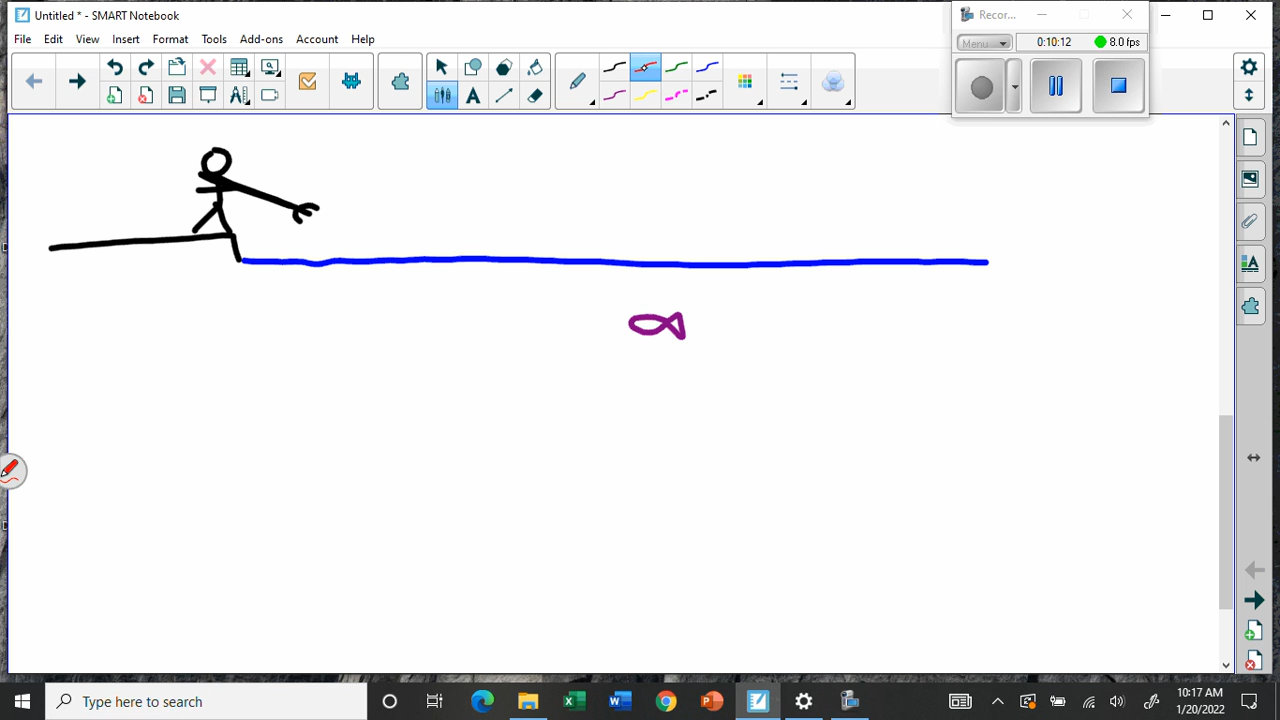 Untitled * - SMART Notebook
Recor...
File Edit View Insert Format Tools Add-ons Account Help
Menu
0:10:12
8.0 fps
Type here to search
10:17 AM
1/20/2022